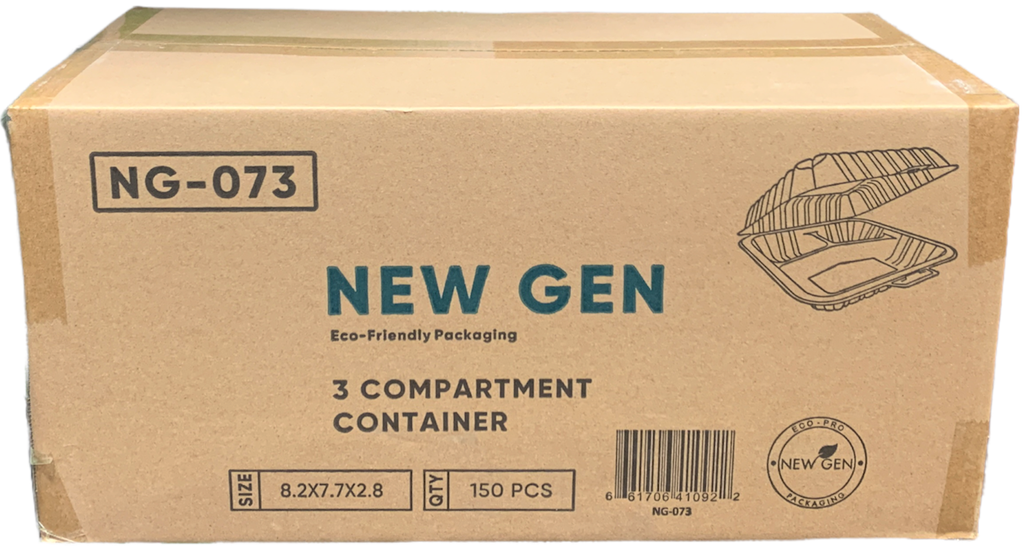 NG-073
NEW GEN
Eco-Friendly Packaging
3 COMPARTMENT
CONTAINER
SIZE 8.2X7.7X2.8
QTY 150 PCS
6 61706 41092 2
NG-073
ECO-PRO
NEW GEN
PACKAGING